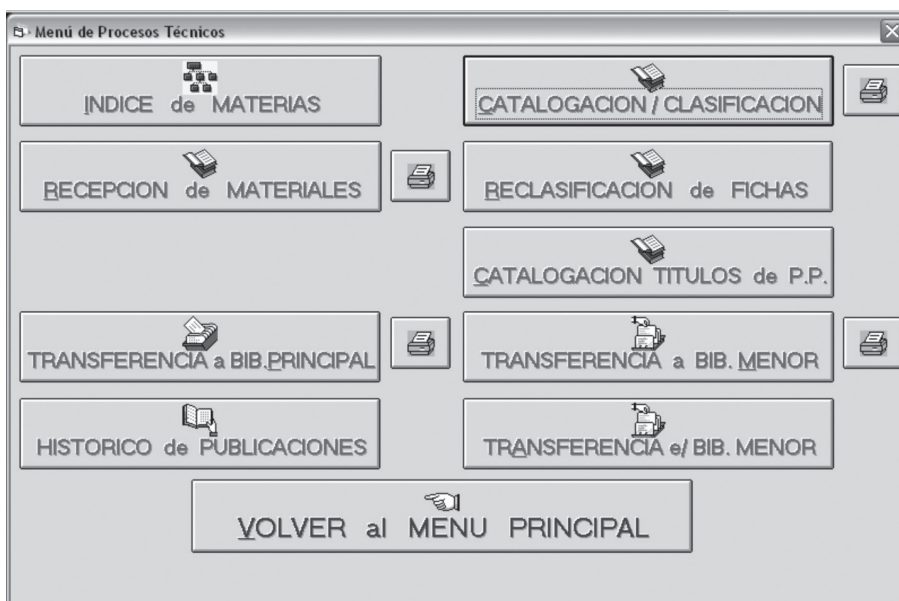 Menú de Procesos Técnicos
INDICE de MATERIAS
CATALOGACION / CLASIFICACION
RECEPCION de MATERIALES
RECLASIFICACION de FICHAS
CATALOGACION TITULOS de P.P.
TRANSFERENCIA a BIB.PRINCIPAL
TRANSFERENCIA a BIB. MENOR
HISTORICO de PUBLICACIONES
TRANSFERENCIA e/ BIB. MENOR
VOLVER al MENU PRINCIPAL